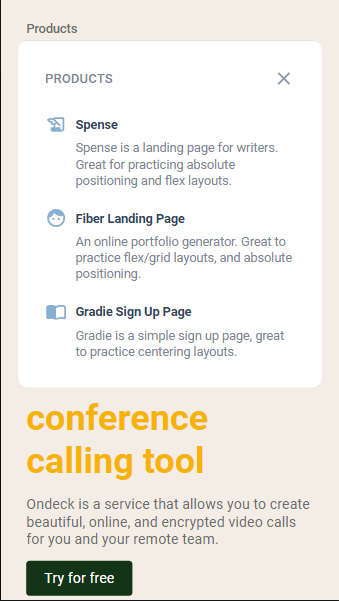 Products
PRODUCTS
Spense
Spense is a landing page for writers.
Great for practicing absolute
positioning and flex layouts.
Fiber Landing Page
An online portfolio generator. Great to
practice flex/grid layouts, and absolute
positioning.
Gradie Sign Up Page
Gradie is a simple sign up page, great
to practice centering layouts.
conference
calling tool
Ondeck is a service that allows you to create
beautiful, online, and encrypted video calls
for you and your remote team.
Try for free